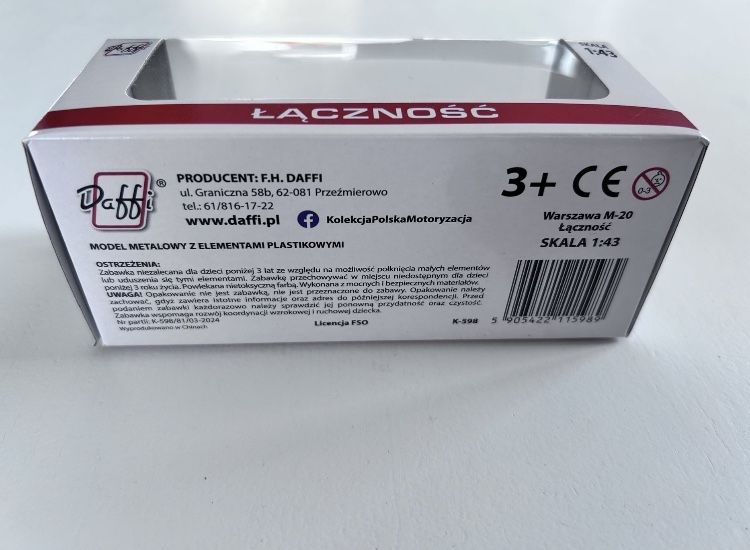 Daffi
SKALA
1:43
ŁĄCZNOŚĆ
Daffi®
PRODUCENT: F.H. DAFFI
ul. Graniczna 58b, 62-081 Przeźmierowo
tel.: 61/816-17-22
www.daffi.pl
KolekcjaPolskaMotoryzacja
3+ CE
0-3
Warszawa M-20
Łączność
SKALA 1:43
MODEL METALOWY Z ELEMENTAMI PLASTIKOWYMI
OSTRZEŻENIA:
Zabawka niezalecana dla dzieci poniżej 3 lat ze względu na możliwość połknięcia małych elementów
lub uduszenia się tymi elementami. Zabawkę przechowywać w miejscu niedostępnym dla dzieci
poniżej 3 roku życia. Powlekana nietoksyczną farbą. Wykonana z mocnych i bezpiecznych materiałów.
UWAGA! Opakowanie nie jest zabawką, nie jest przeznaczone do zabawy. Opakowanie należy
zachować, gdyż zawiera istotne informacje oraz adres do późniejszej korespondencji. Przed
podaniem zabawki każdorazowo należy sprawdzić jej ponowną przydatność oraz czystość.
Zabawka wspomaga rozwój koordynacji wzrokowej i ruchowej dziecka.
Nr partii: K-598/81/03-2024
Wyprodukowano w Chinach
Licencja FSO
K-598
5 905422 115989